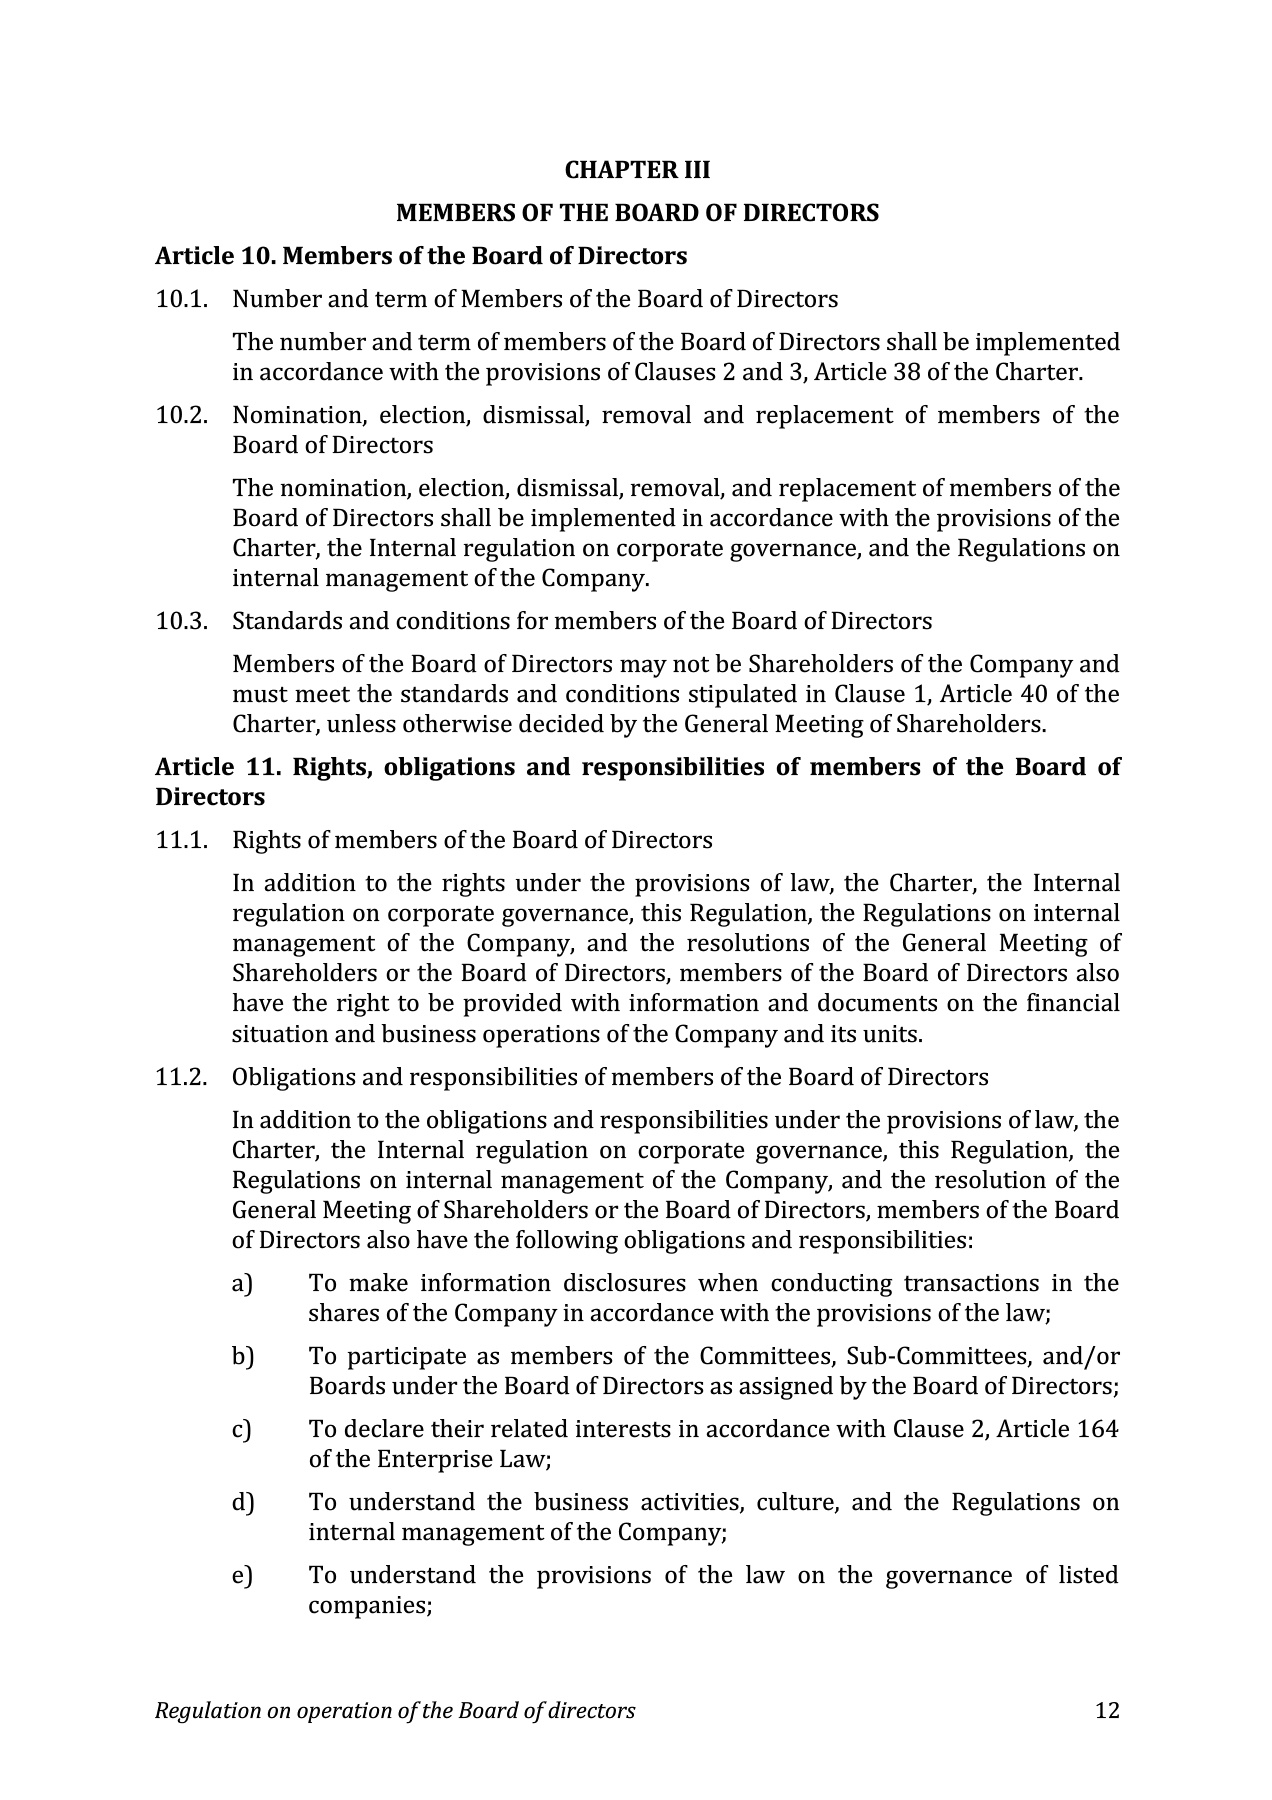 CHAPTER III
MEMBERS OF THE BOARD OF DIRECTORS
Article 10. Members of the Board of Directors
10.1. Number and term of Members of the Board of Directors
The number and term of members of the Board of Directors shall be implemented
in accordance with the provisions of Clauses 2 and 3, Article 38 of the Charter.
10.2. Nomination, election, dismissal, removal and replacement of members of the
Board of Directors
The nomination, election, dismissal, removal, and replacement of members of the
Board of Directors shall be implemented in accordance with the provisions of the
Charter, the Internal regulation on corporate governance, and the Regulations on
internal management of the Company.
10.3. Standards and conditions for members of the Board of Directors
Members of the Board of Directors may not be Shareholders of the Company and
must meet the standards and conditions stipulated in Clause 1, Article 40 of the
Charter, unless otherwise decided by the General Meeting of Shareholders.
Article 11. Rights, obligations and responsibilities of members of the Board of
Directors
11.1. Rights of members of the Board of Directors
In addition to the rights under the provisions of law, the Charter, the Internal
regulation on corporate governance, this Regulation, the Regulations on internal
management of the Company, and the resolutions of the General Meeting of
Shareholders or the Board of Directors, members of the Board of Directors also
have the right to be provided with information and documents on the financial
situation and business operations of the Company and its units.
11.2. Obligations and responsibilities of members of the Board of Directors
In addition to the obligations and responsibilities under the provisions of law, the
Charter, the Internal regulation on corporate governance, this Regulation, the
Regulations on internal management of the Company, and the resolution of the
General Meeting of Shareholders or the Board of Directors, members of the Board
of Directors also have the following obligations and responsibilities:
a) To make information disclosures when conducting transactions in the
shares of the Company in accordance with the provisions of the law;
b) To participate as members of the Committees, Sub-Committees, and/or
Boards under the Board of Directors as assigned by the Board of Directors;
c) To declare their related interests in accordance with Clause 2, Article 164
of the Enterprise Law;
d) To understand the business activities, culture, and the Regulations on
internal management of the Company;
e) To understand the provisions of the law on the governance of listed
companies;
Regulation on operation of the Board of directors 12